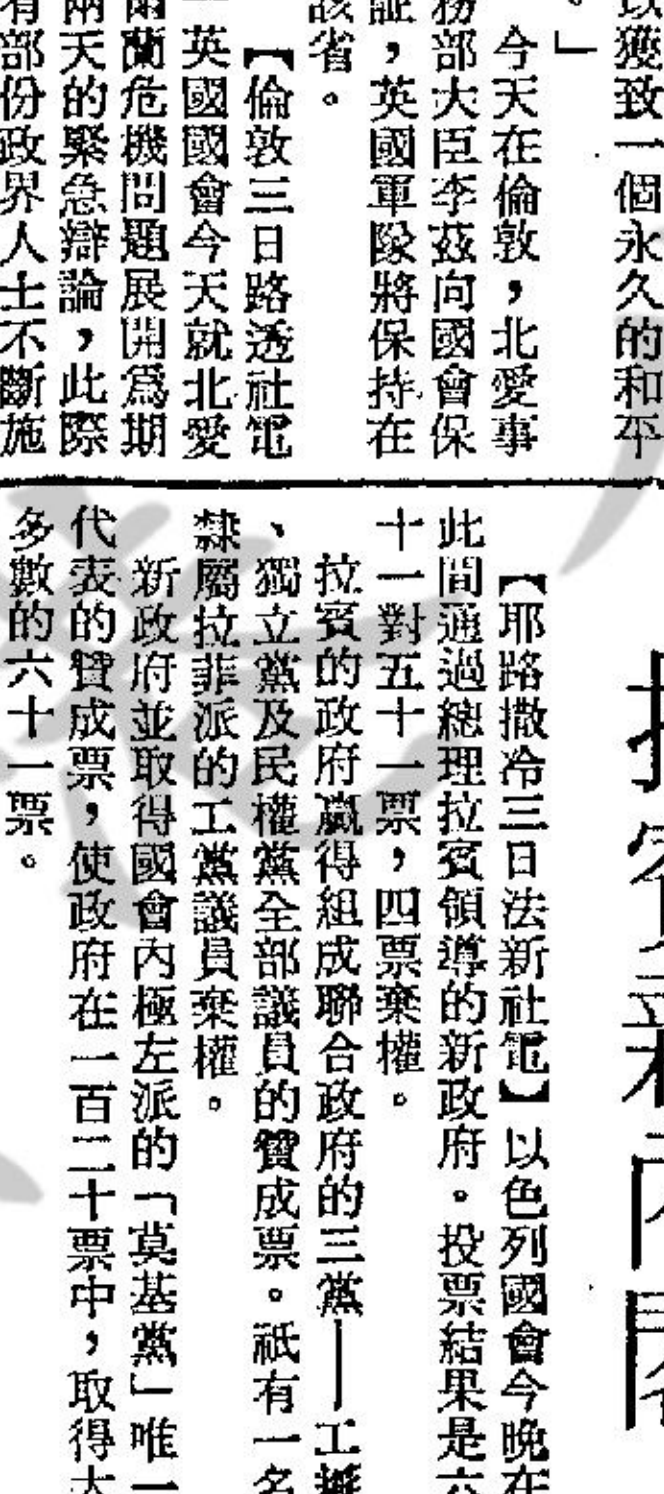 以獲致一個永久的和平
。」
今天在倫敦，北愛事
務部大臣李茲向國會保
証，英國軍隊將保持在
該省。
【倫敦三日路透社電
英國國會今天就北愛
爾蘭危機問題展開爲期
兩天的緊急辯論，此際
有部份政界人士不斷施
拉賓新內閣
【耶路撒冷三日法新社電】以色列國會今晚在
此間通過總理拉賓領導的新政府。投票結果是六
十一對五十一票，四票棄權。
拉賓的政府贏得組成聯合政府的三黨——工黨
、獨立黨及民權黨全部議員的贊成票。祇有一名
隸屬拉菲派的工黨議員棄權。
新政府並取得國會內極左派的「莫基黨」唯一
代表的贊成票，使政府在一百二十票中，取得大
多數的六十一票。